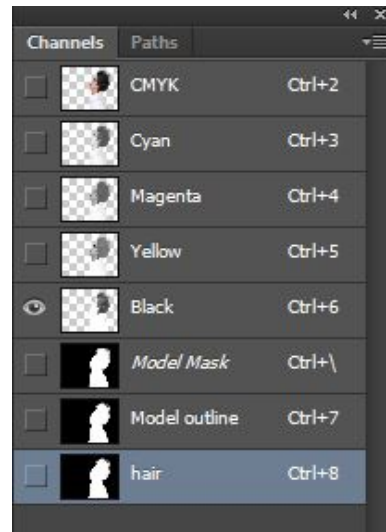 Channels Paths
CMYK Ctrl+2
Cyan Ctrl+3
Magenta Ctrl+4
Yellow Ctrl+5
Black Ctrl+6
Model Mask Ctrl+\
Model outline Ctrl+7
hair Ctrl+8